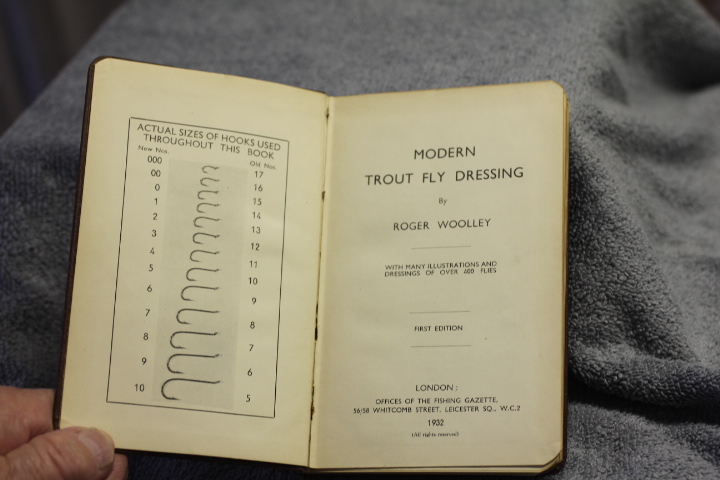 ACTUAL SIZES OF HOOKS USED
THROUGHOUT THIS BOOK
New Nos. Old Nos.
000 17
00 16
0 15
1 14
2 13
3 12
4 11
5 10
6 9
7 8
8 7
9 6
10 5
MODERN
TROUT FLY DRESSING
By
ROGER WOOLLEY
WITH MANY ILLUSTRATIONS AND
DRESSINGS OF OVER 400 FLIES
FIRST EDITION
LONDON:
OFFICES OF THE FISHING GAZETTE,
56/58 WHITCOMB STREET, LEICESTER SQ., W.C.2
1932
(All rights reserved)